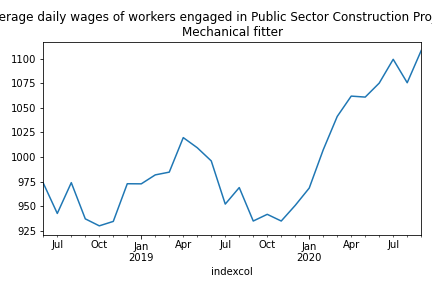 erage daily wages of workers engaged in Public Sector Construction Pro
Mechanical fitter
1100
1075
1050
1025
1000
975
950
925
Jul Oct Jan Apr Jul Oct Jan Apr Jul
2019 2020
indexcol